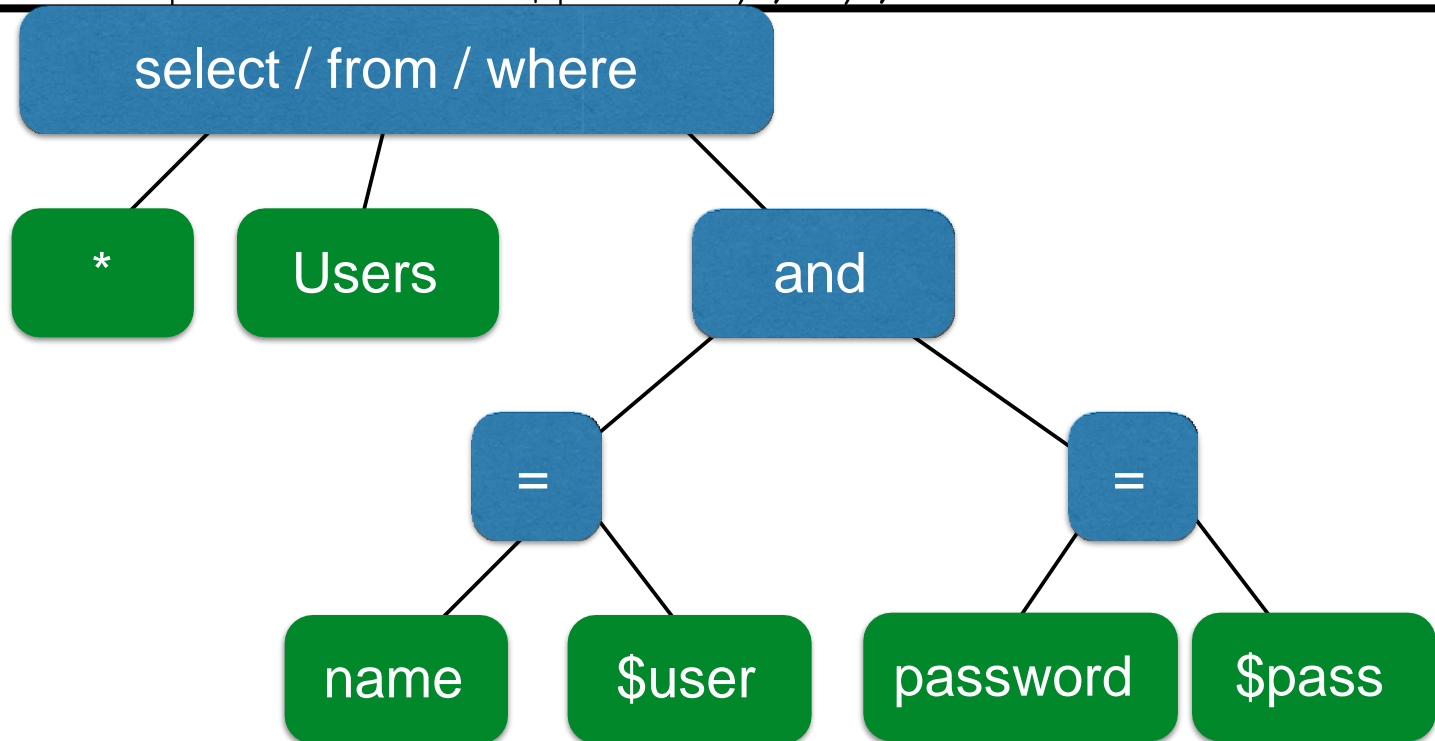 select / from / where
*
Users
and
=
=
name
$user
password
$pass